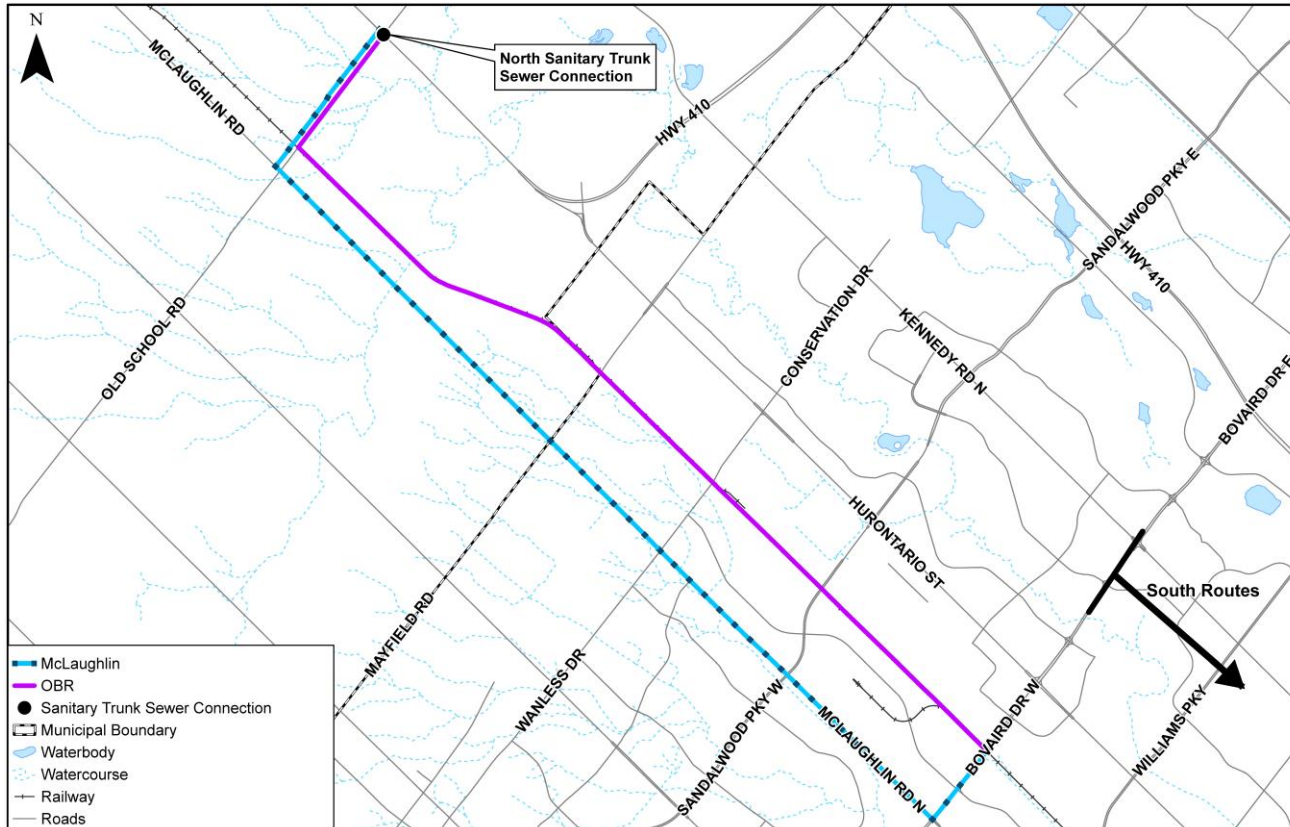 N
MCLAUGHLIN RD
North Sanitary Trunk
Sewer Connection
HWY 410
SANDALWOOD PKY E
HWY 410
OLD SCHOOL RD
CONSERVATION DR
KENNEDY RD N
BOVAIRD DR E
HURONTARIO ST
South Routes
MAYFIELD RD
WANLESS DR
SANDALWOOD PKY W
MCLAUGHLIN RD N
BOVAIRD DR W
WILLIAMS PKY
McLaughlin
OBR
Sanitary Trunk Sewer Connection
Municipal Boundary
Waterbody
Watercourse
Railway
Roads